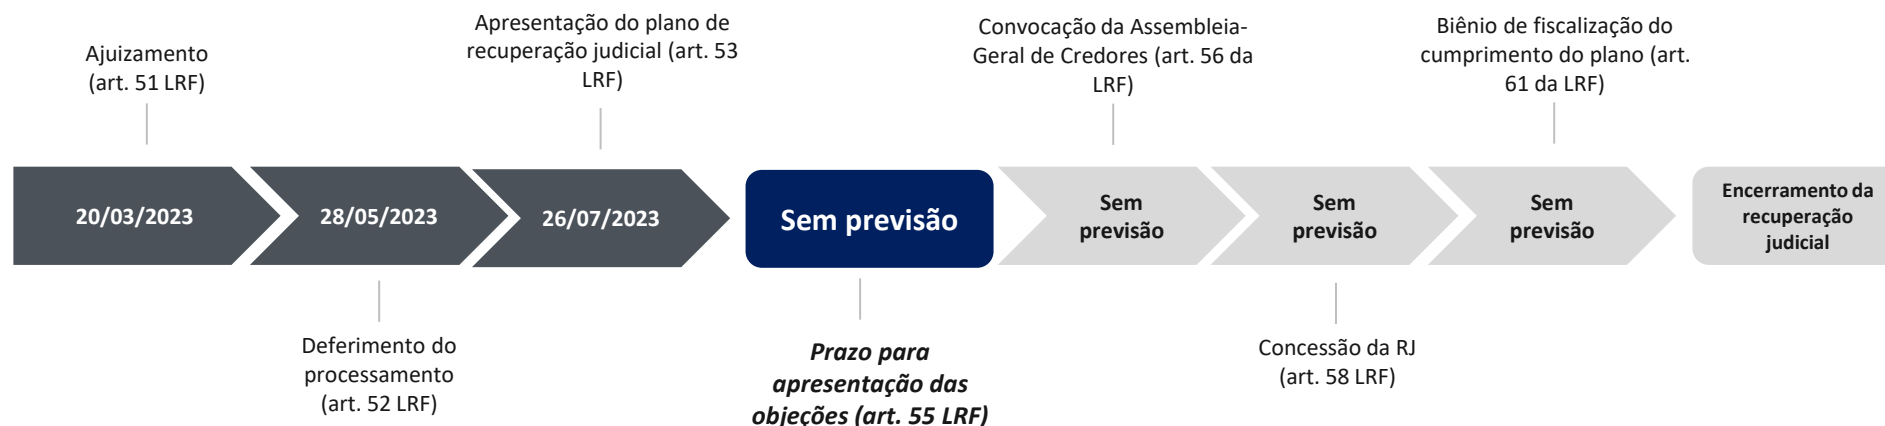 Ajuizamento
(art. 51 LRF)
Apresentação do plano de
recuperação judicial (art. 53
LRF)
Convocação da Assembleia-
Geral de Credores (art. 56 da
LRF)
Biênio de fiscalização do
cumprimento do plano (art.
61 da LRF)
20/03/2023
28/05/2023
26/07/2023
Sem previsão
Sem
previsão
Sem
previsão
Sem
previsão
Encerramento da
recuperação
judicial
Deferimento do
processamento
(art. 52 LRF)
Prazo para
apresentação das
objeções (art. 55 LRF)
Concessão da RJ
(art. 58 LRF)